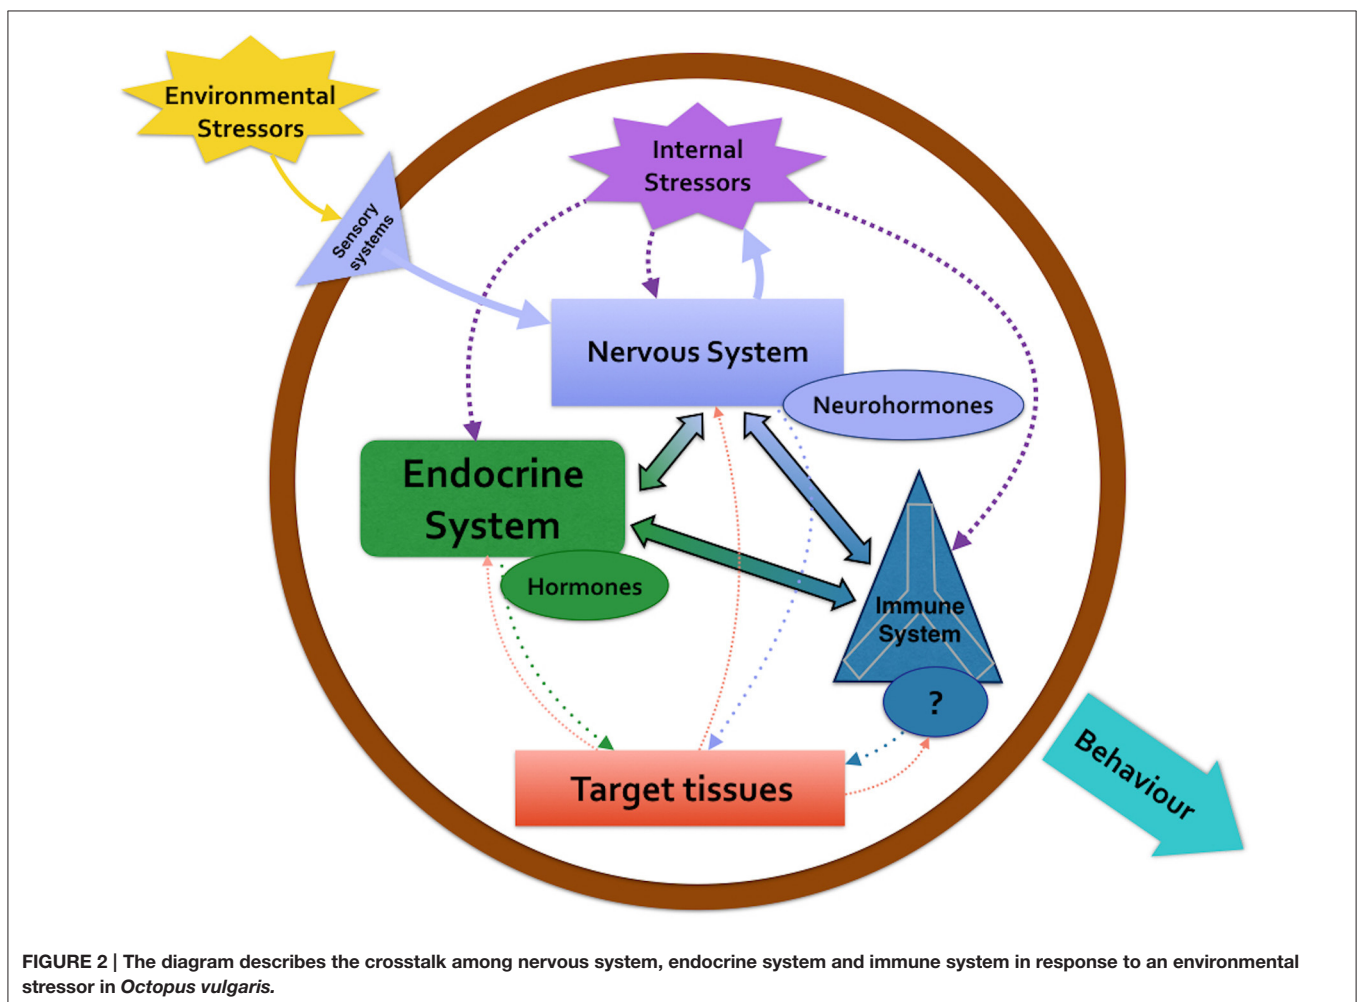 Environmental
Stressors
Internal
Stressors
Sensory
systems
Nervous System
Neurohormones
Endocrine
System
Hormones
Immune
System
?
Target tissues
Behaviour
FIGURE 2 | The diagram describes the crosstalk among nervous system, endocrine system and immune system in response to an environmental
stressor in Octopus vulgaris.